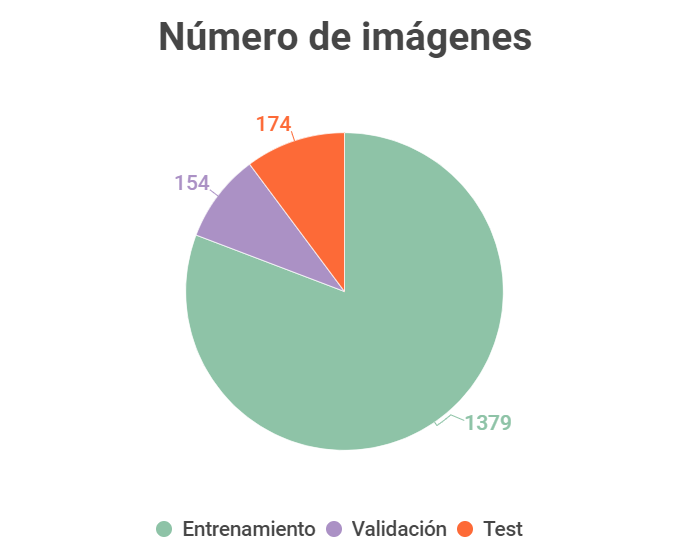 Número de imágenes
174
154
1379
Entrenamiento Validación Test